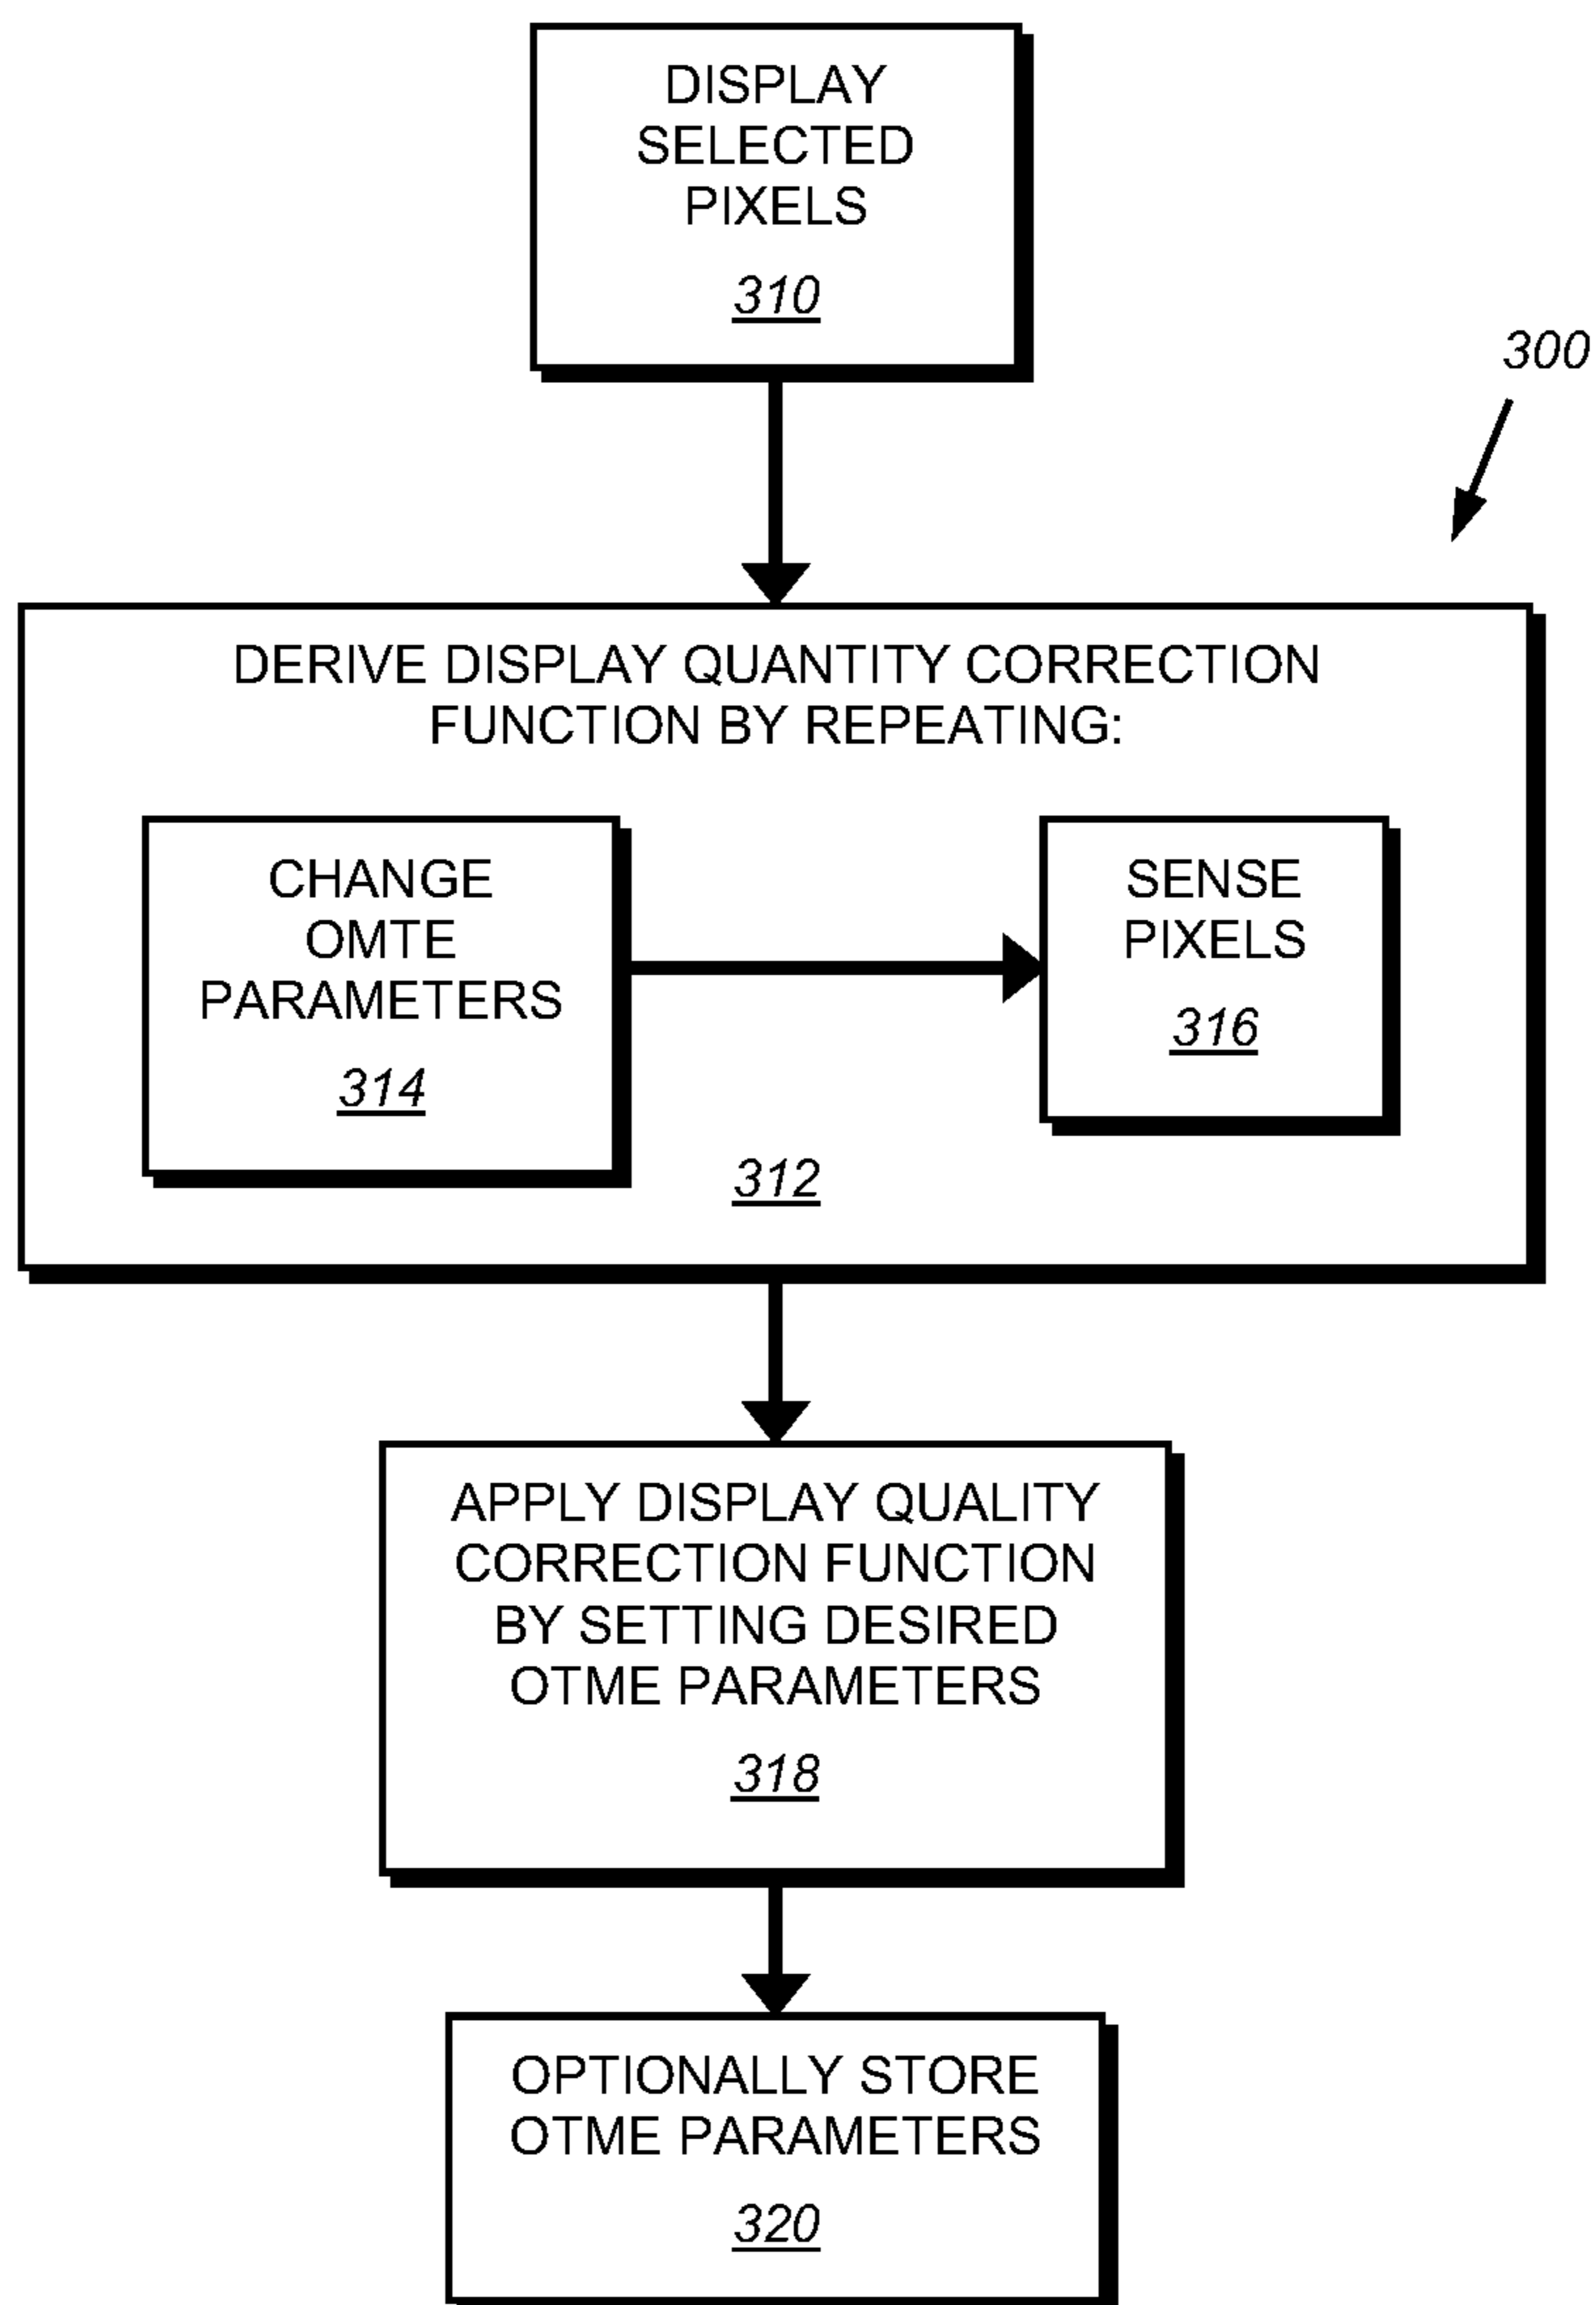 DISPLAY
SELECTED
PIXELS
310
300
DERIVE DISPLAY QUANTITY CORRECTION
FUNCTION BY REPEATING:
CHANGE
OMTE
PARAMETERS
314
SENSE
PIXELS
316
312
APPLY DISPLAY QUALITY
CORRECTION FUNCTION
BY SETTING DESIRED
OTME PARAMETERS
318
OPTIONALLY STORE
OTME PARAMETERS
320